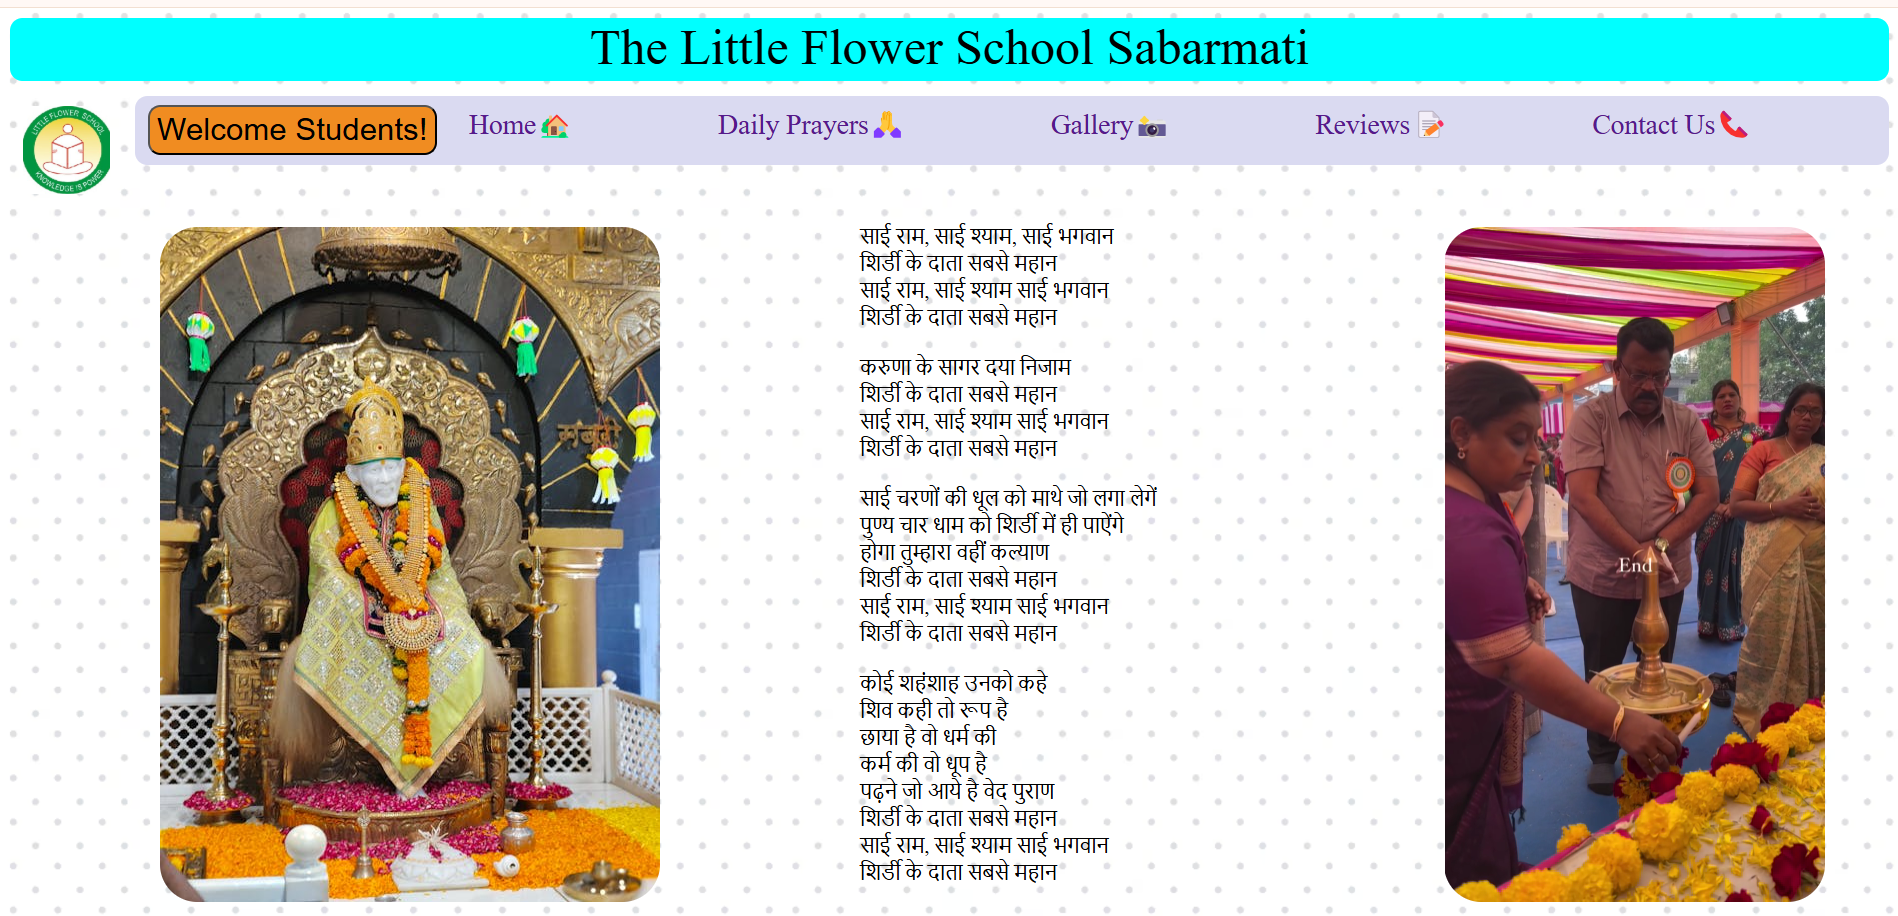 The Little Flower School Sabarmati
LITTLE FLOWER SCHOOL
KNOWLEDGE IS POWER
Welcome Students!
Home
Daily Prayers
Gallery
Reviews
Contact Us
साई राम, साई श्याम, साई भगवान
शिर्डी के दाता सबसे महान
साई राम, साई श्याम साई भगवान
शिर्डी के दाता सबसे महान
करुणा के सागर दया निजाम
शिर्डी के दाता सबसे महान
साई राम, साई श्याम साई भगवान
शिर्डी के दाता सबसे महान
साई चरणों की धूल को माथे जो लगा लेगें
पुण्य चार धाम को शिर्डी में ही पाऐंगे
होगा तुम्हारा वहीं कल्याण
शिर्डी के दाता सबसे महान
साई राम, साई श्याम साई भगवान
शिर्डी के दाता सबसे महान
कोई शहंशाह उनको कहे
शिव कही तो रूप है
छाया है वो धर्म की
कर्म की वो धूप है
पढ़ने जो आये है वेद पुराण
शिर्डी के दाता सबसे महान
साई राम, साई श्याम साई भगवान
शिर्डी के दाता सबसे महान
सबूरी
End